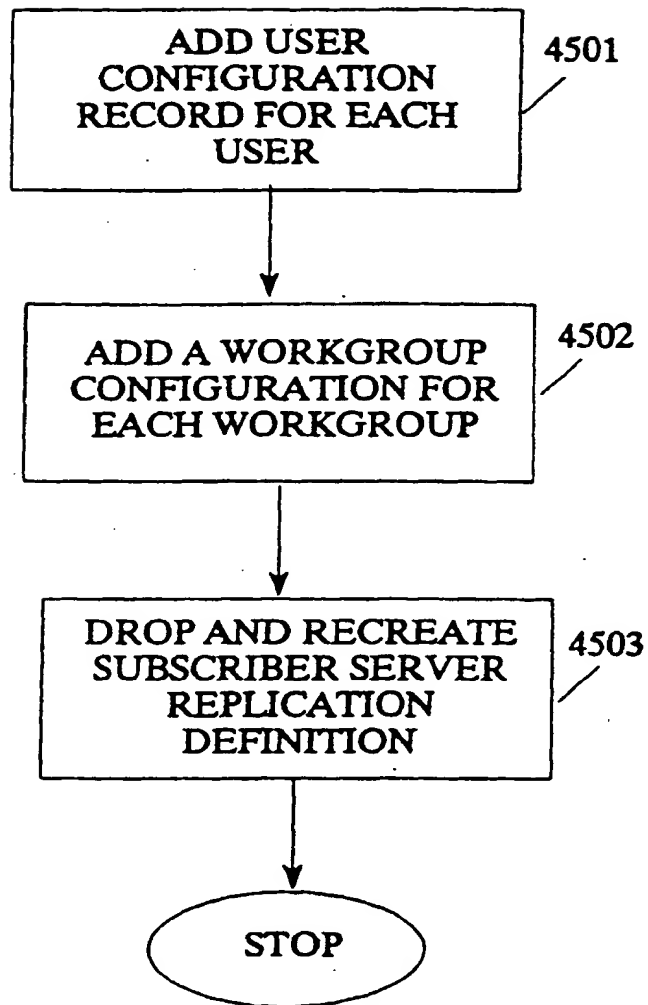 ADD USER
CONFIGURATION
RECORD FOR EACH
USER
4501
ADD A WORKGROUP
CONFIGURATION FOR
EACH WORKGROUP
4502
DROP AND RECREATE
SUBSCRIBER SERVER
REPLICATION
DEFINITION
4503
STOP